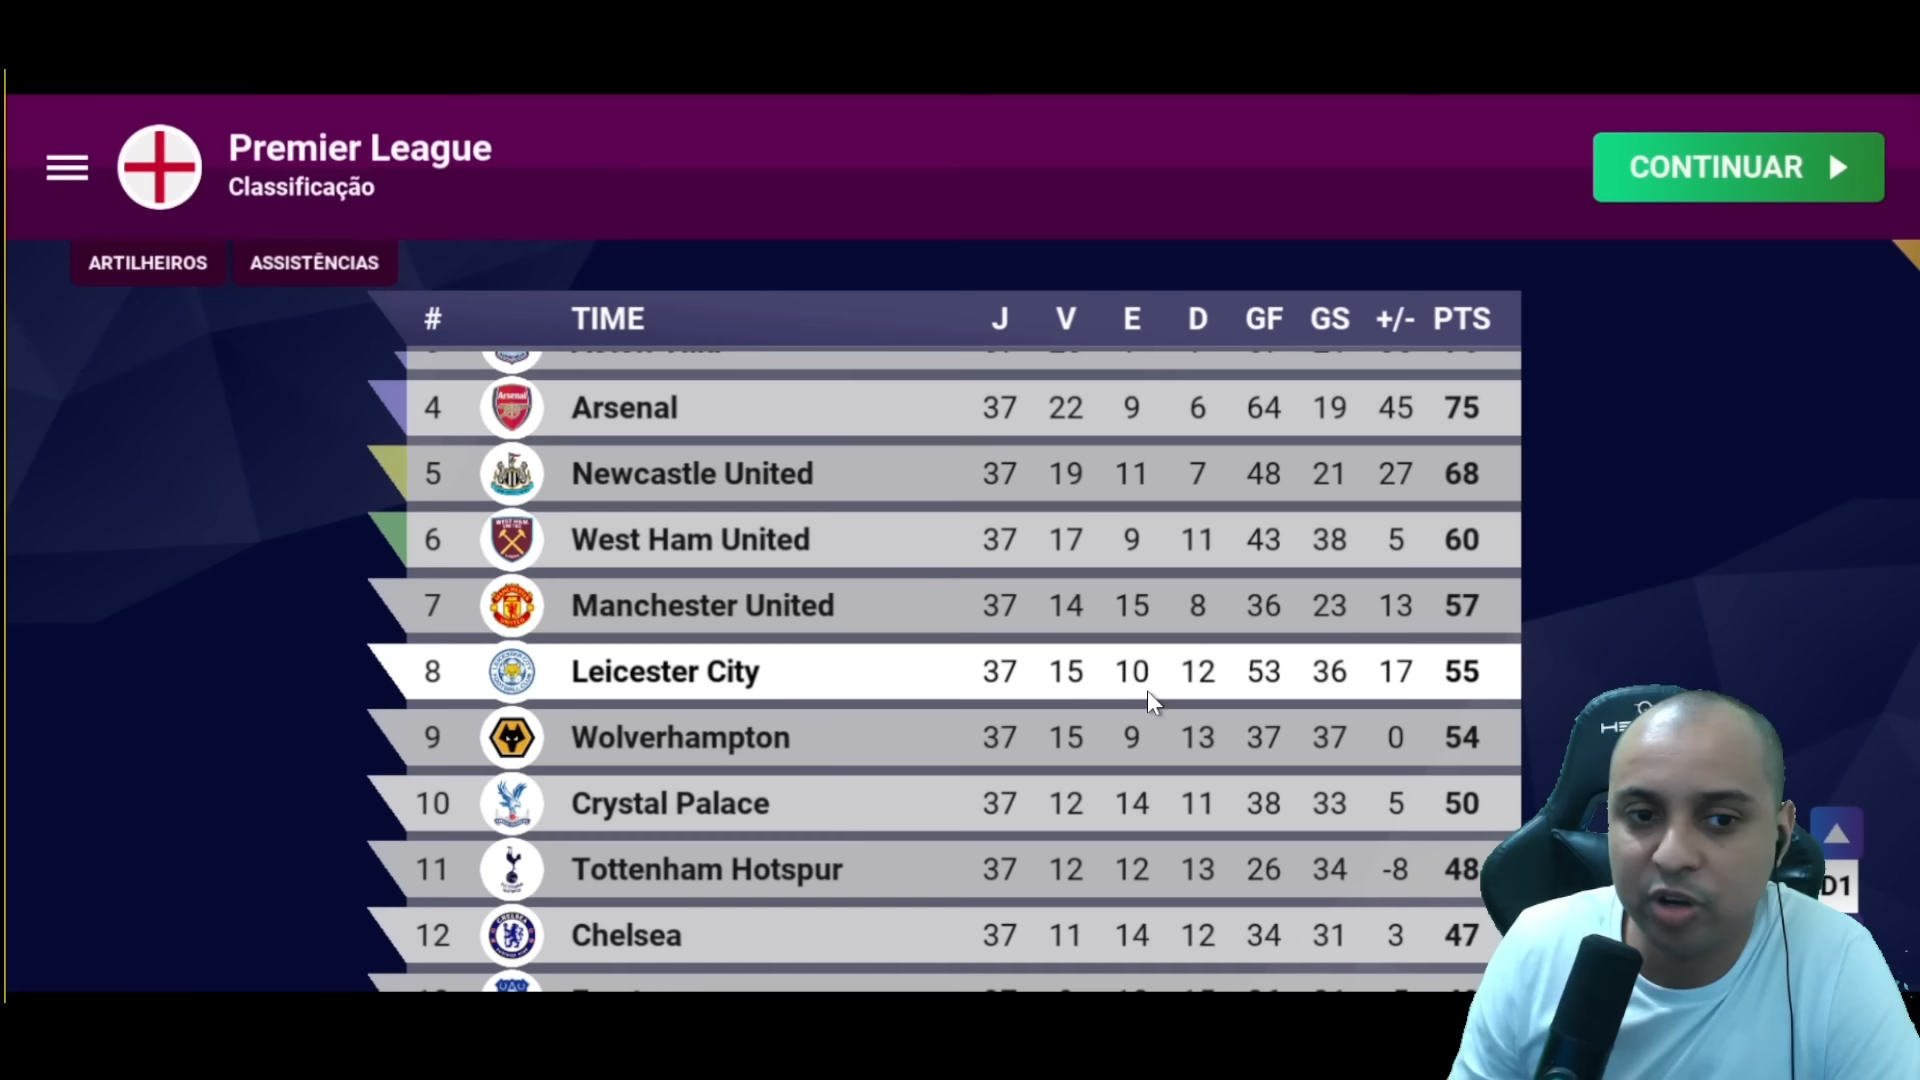 Premier League
Classificação
CONTINUAR
ARTILHEIROS ASSISTÊNCIAS
# TIME J V E D GF GS +/- PTS
4 Arsenal 37 22 9 6 64 19 45 75
5 Newcastle United 37 19 11 7 48 21 27 68
6 West Ham United 37 17 9 11 43 38 5 60
7 Manchester United 37 14 15 8 36 23 13 57
8 Leicester City 37 15 10 12 53 36 17 55
9 Wolverhampton 37 15 9 13 37 37 0 54
10 Crystal Palace 37 12 14 11 38 33 5 50
11 Tottenham Hotspur 37 12 12 13 26 34 -8 48
D1
12 Chelsea 37 11 14 12 34 31 3 47